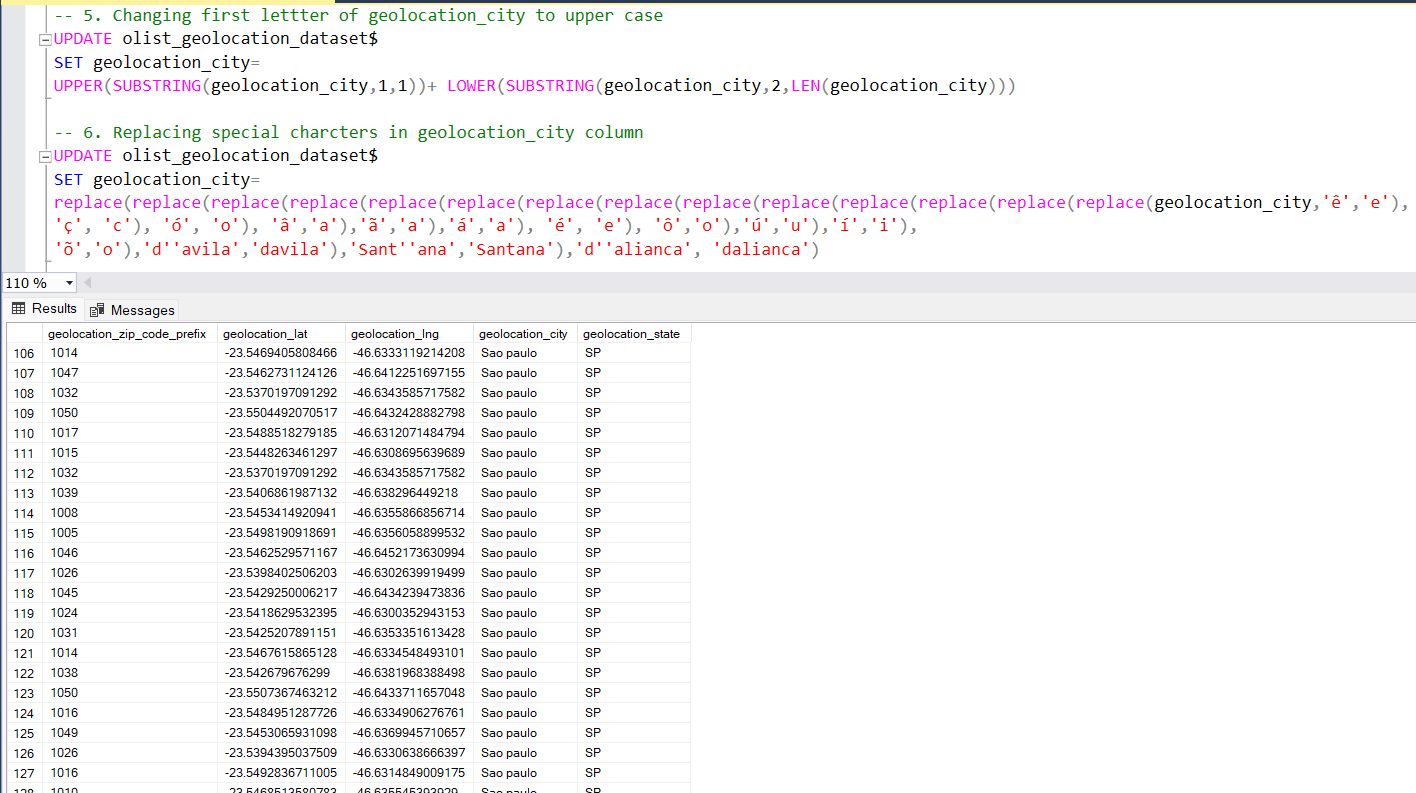 -- 5. Changing first lettter of geolocation_city to upper case
UPDATE olist_geolocation_dataset$
SET geolocation_city=
UPPER(SUBSTRING(geolocation_city,1,1))+ LOWER(SUBSTRING(geolocation_city,2,LEN(geolocation_city)))
-- 6. Replacing special charcters in geolocation_city column
UPDATE olist_geolocation_dataset$
SET geolocation_city=
replace(replace(replace(replace(replace(replace(replace(replace(replace(replace(replace(replace(replace(replace(geolocation_city,'ê','e'),
'ç', 'c'), 'ó', 'o'), 'â','a'),'ã','a'),'á','a'), 'é', 'e'), 'ô','o'),'ú','u'),'í','i'),
'õ','o'),'d''avila','davila'),'Sant''ana','Santana'),'d''alianca', 'dalianca')
110 %
Results Messages
geolocation_zip_code_prefix geolocation_lat geolocation_lng geolocation_city geolocation_state
106 1014 -23.5469405808466 -46.6333119214208 Sao paulo SP
107 1047 -23.5462731124126 -46.6412251697155 Sao paulo SP
108 1032 -23.5370197091292 -46.6343585717582 Sao paulo SP
109 1050 -23.5504492070517 -46.6432428882798 Sao paulo SP
110 1017 -23.5488518279185 -46.6312071484794 Sao paulo SP
111 1015 -23.5448263461297 -46.6308695639689 Sao paulo SP
112 1032 -23.5370197091292 -46.6343585717582 Sao paulo SP
113 1039 -23.5406861987132 -46.638296449218 Sao paulo SP
114 1008 -23.5453414920941 -46.6355866856714 Sao paulo SP
115 1005 -23.5498190918691 -46.6356058899532 Sao paulo SP
116 1046 -23.5462529571167 -46.6452173630994 Sao paulo SP
117 1026 -23.5398402506203 -46.6302639919499 Sao paulo SP
118 1045 -23.5429250006217 -46.6434239473836 Sao paulo SP
119 1024 -23.5418629532395 -46.6300352943153 Sao paulo SP
120 1031 -23.5425207891151 -46.6353351613428 Sao paulo SP
121 1014 -23.5467615865128 -46.6334548493101 Sao paulo SP
122 1038 -23.542679676299 -46.6381968388498 Sao paulo SP
123 1050 -23.5507367463212 -46.6433711657048 Sao paulo SP
124 1016 -23.5484951287726 -46.6334906276761 Sao paulo SP
125 1049 -23.5453065931098 -46.6369945710657 Sao paulo SP
126 1026 -23.5394395037509 -46.6330638666397 Sao paulo SP
127 1016 -23.5492836711005 -46.6314849009175 Sao paulo SP
128 1010 -23.5468513580783 -46.635545393929 Sao paulo SP